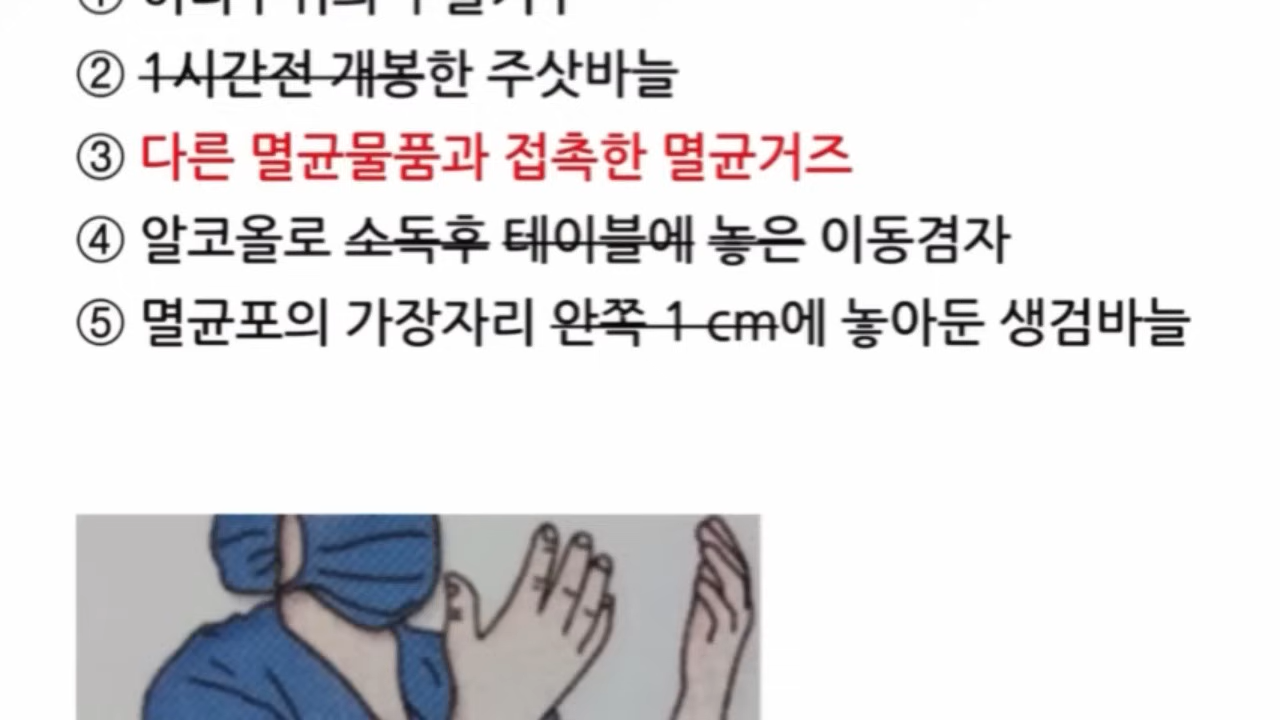 ② 1시간전 개봉한 주삿바늘
③ 다른 멸균물품과 접촉한 멸균거즈
④ 알코올로 소독후 테이블에 놓은 이동겸자
⑤ 멸균포의 가장자리 안쪽 1 cm에 놓아둔 생검바늘